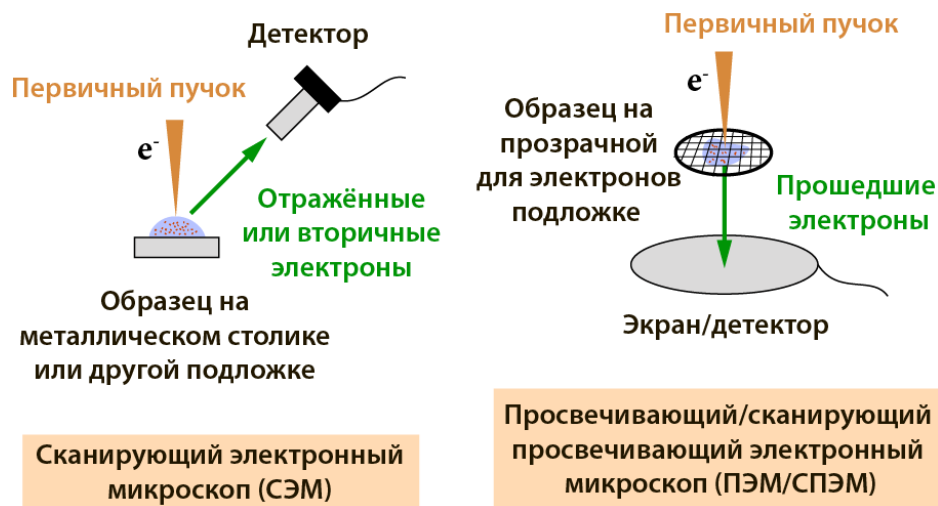 Детектор
Первичный пучок
e-
Отражённые
или вторичные
электроны
Образец на
металлическом столике
или другой подложке
Сканирующий электронный
микроскоп (СЭМ)
Первичный пучок
e-
Образец на
прозрачной
для электронов
подложке
Прошедшие
электроны
Экран/детектор
Просвечивающий/сканирующий
просвечивающий электронный
микроскоп (ПЭМ/СПЭМ)